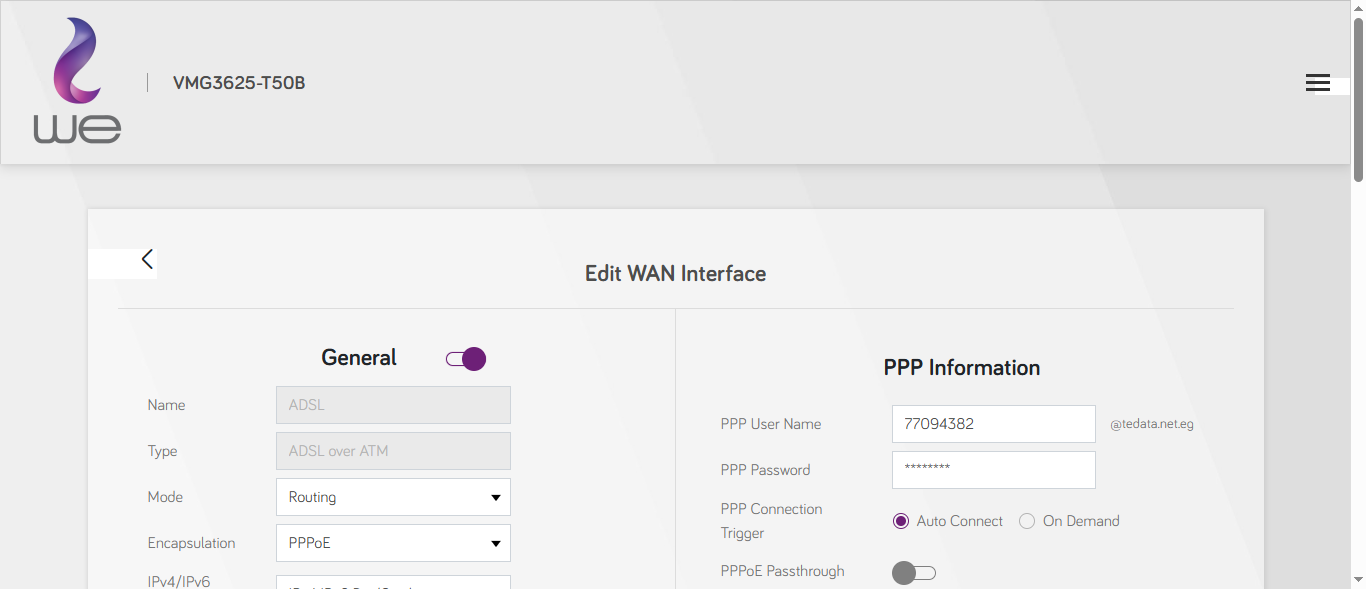 we
VMG3625-T50B
Edit WAN Interface
General
Name
ADSL
Type
ADSL over ATM
Mode
Routing
Encapsulation
PPPoE
IPv4/IPv6
PPP Information
PPP User Name
77094382
@tedata.net.eg
PPP Password
********
PPP Connection
Trigger
Auto Connect
On Demand
PPPoE Passthrough